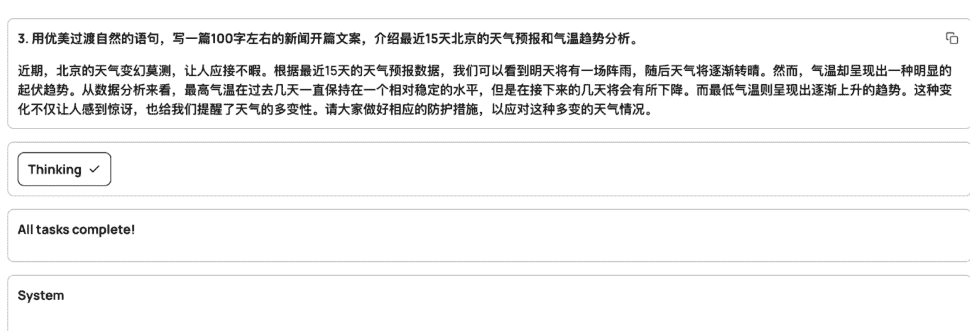 3. 用优美过渡自然的语句，写一篇100字左右的新闻开篇文案，介绍最近15天北京的天气预报和气温趋势分析。
近期，北京的天气变幻莫测，让人应接不暇。根据最近15天的天气预报数据，我们可以看到明天将有一场阵雨，随后天气将逐渐转晴。然而，气温却呈现出一种明显的
起伏趋势。从数据分析来看，最高气温在过去几天一直保持在一个相对稳定的水平，但是在接下来的几天将会有所下降。而最低气温则呈现出逐渐上升的趋势。这种变
化不仅让人感到惊讶，也给我们提醒了天气的多变性。请大家做好相应的防护措施，以应对这种多变的天气情况。
Thinking
All tasks complete!
System